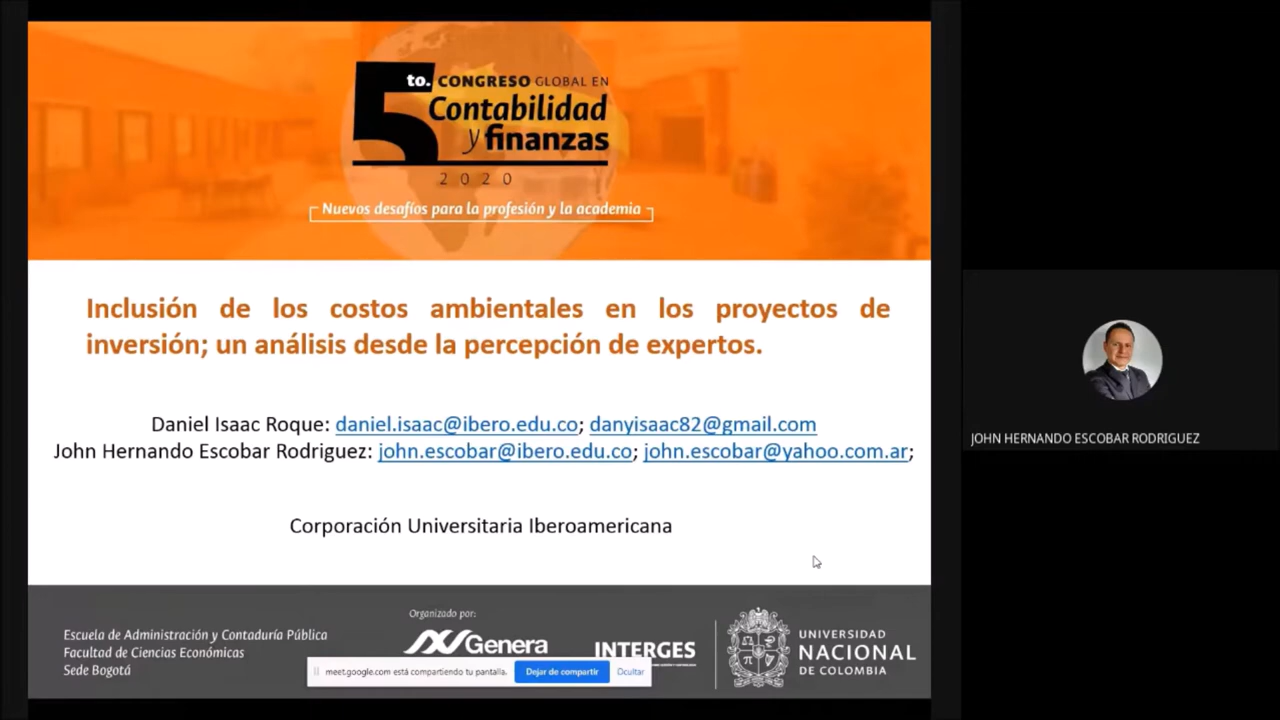 5to. CONGRESO GLOBAL EN
Contabilidad
y finanzas
2020
Nuevos desafíos para la profesión y la academia
Inclusión de los costos ambientales en los proyectos de
inversión; un análisis desde la percepción de expertos.
Daniel Isaac Roque: daniel.isaac@ibero.edu.co; danyisaac82@gmail.com
John Hernando Escobar Rodriguez: john.escobar@ibero.edu.co; john.escobar@yahoo.com.ar;
Corporación Universitaria Iberoamericana
JOHN HERNANDO ESCOBAR RODRIGUEZ
Escuela de Administración y Contaduría Pública
Facultad de Ciencias Económicas
Sede Bogotá
Organizado por:
Genera
INTERGES
UNIVERSIDAD
NACIONAL
DE COLOMBIA
meet.google.com está compartiendo tu pantalla.
Dejar de compartir
Ocultar